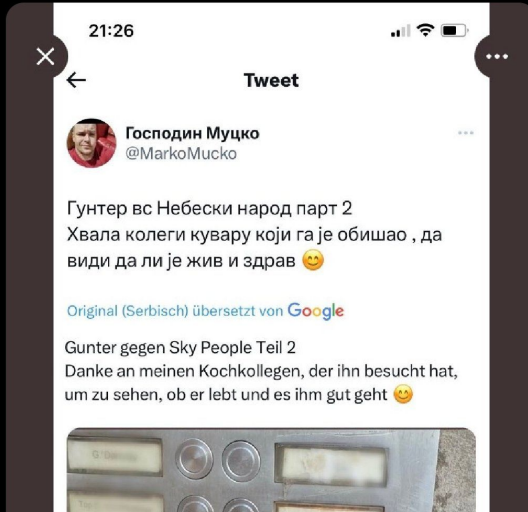 21:26
Tweet
Господин Муцко
@MarkoMucko
Гунтер вс Небески народ парт 2
Хвала колеги кувару који га је обишао , да
види да ли је жив и здрав 😊
Original (Serbisch) übersetzt von Google
Gunter gegen Sky People Teil 2
Danke an meinen Kochkollegen, der ihn besucht hat,
um zu sehen, ob er lebt und es ihm gut geht 😊